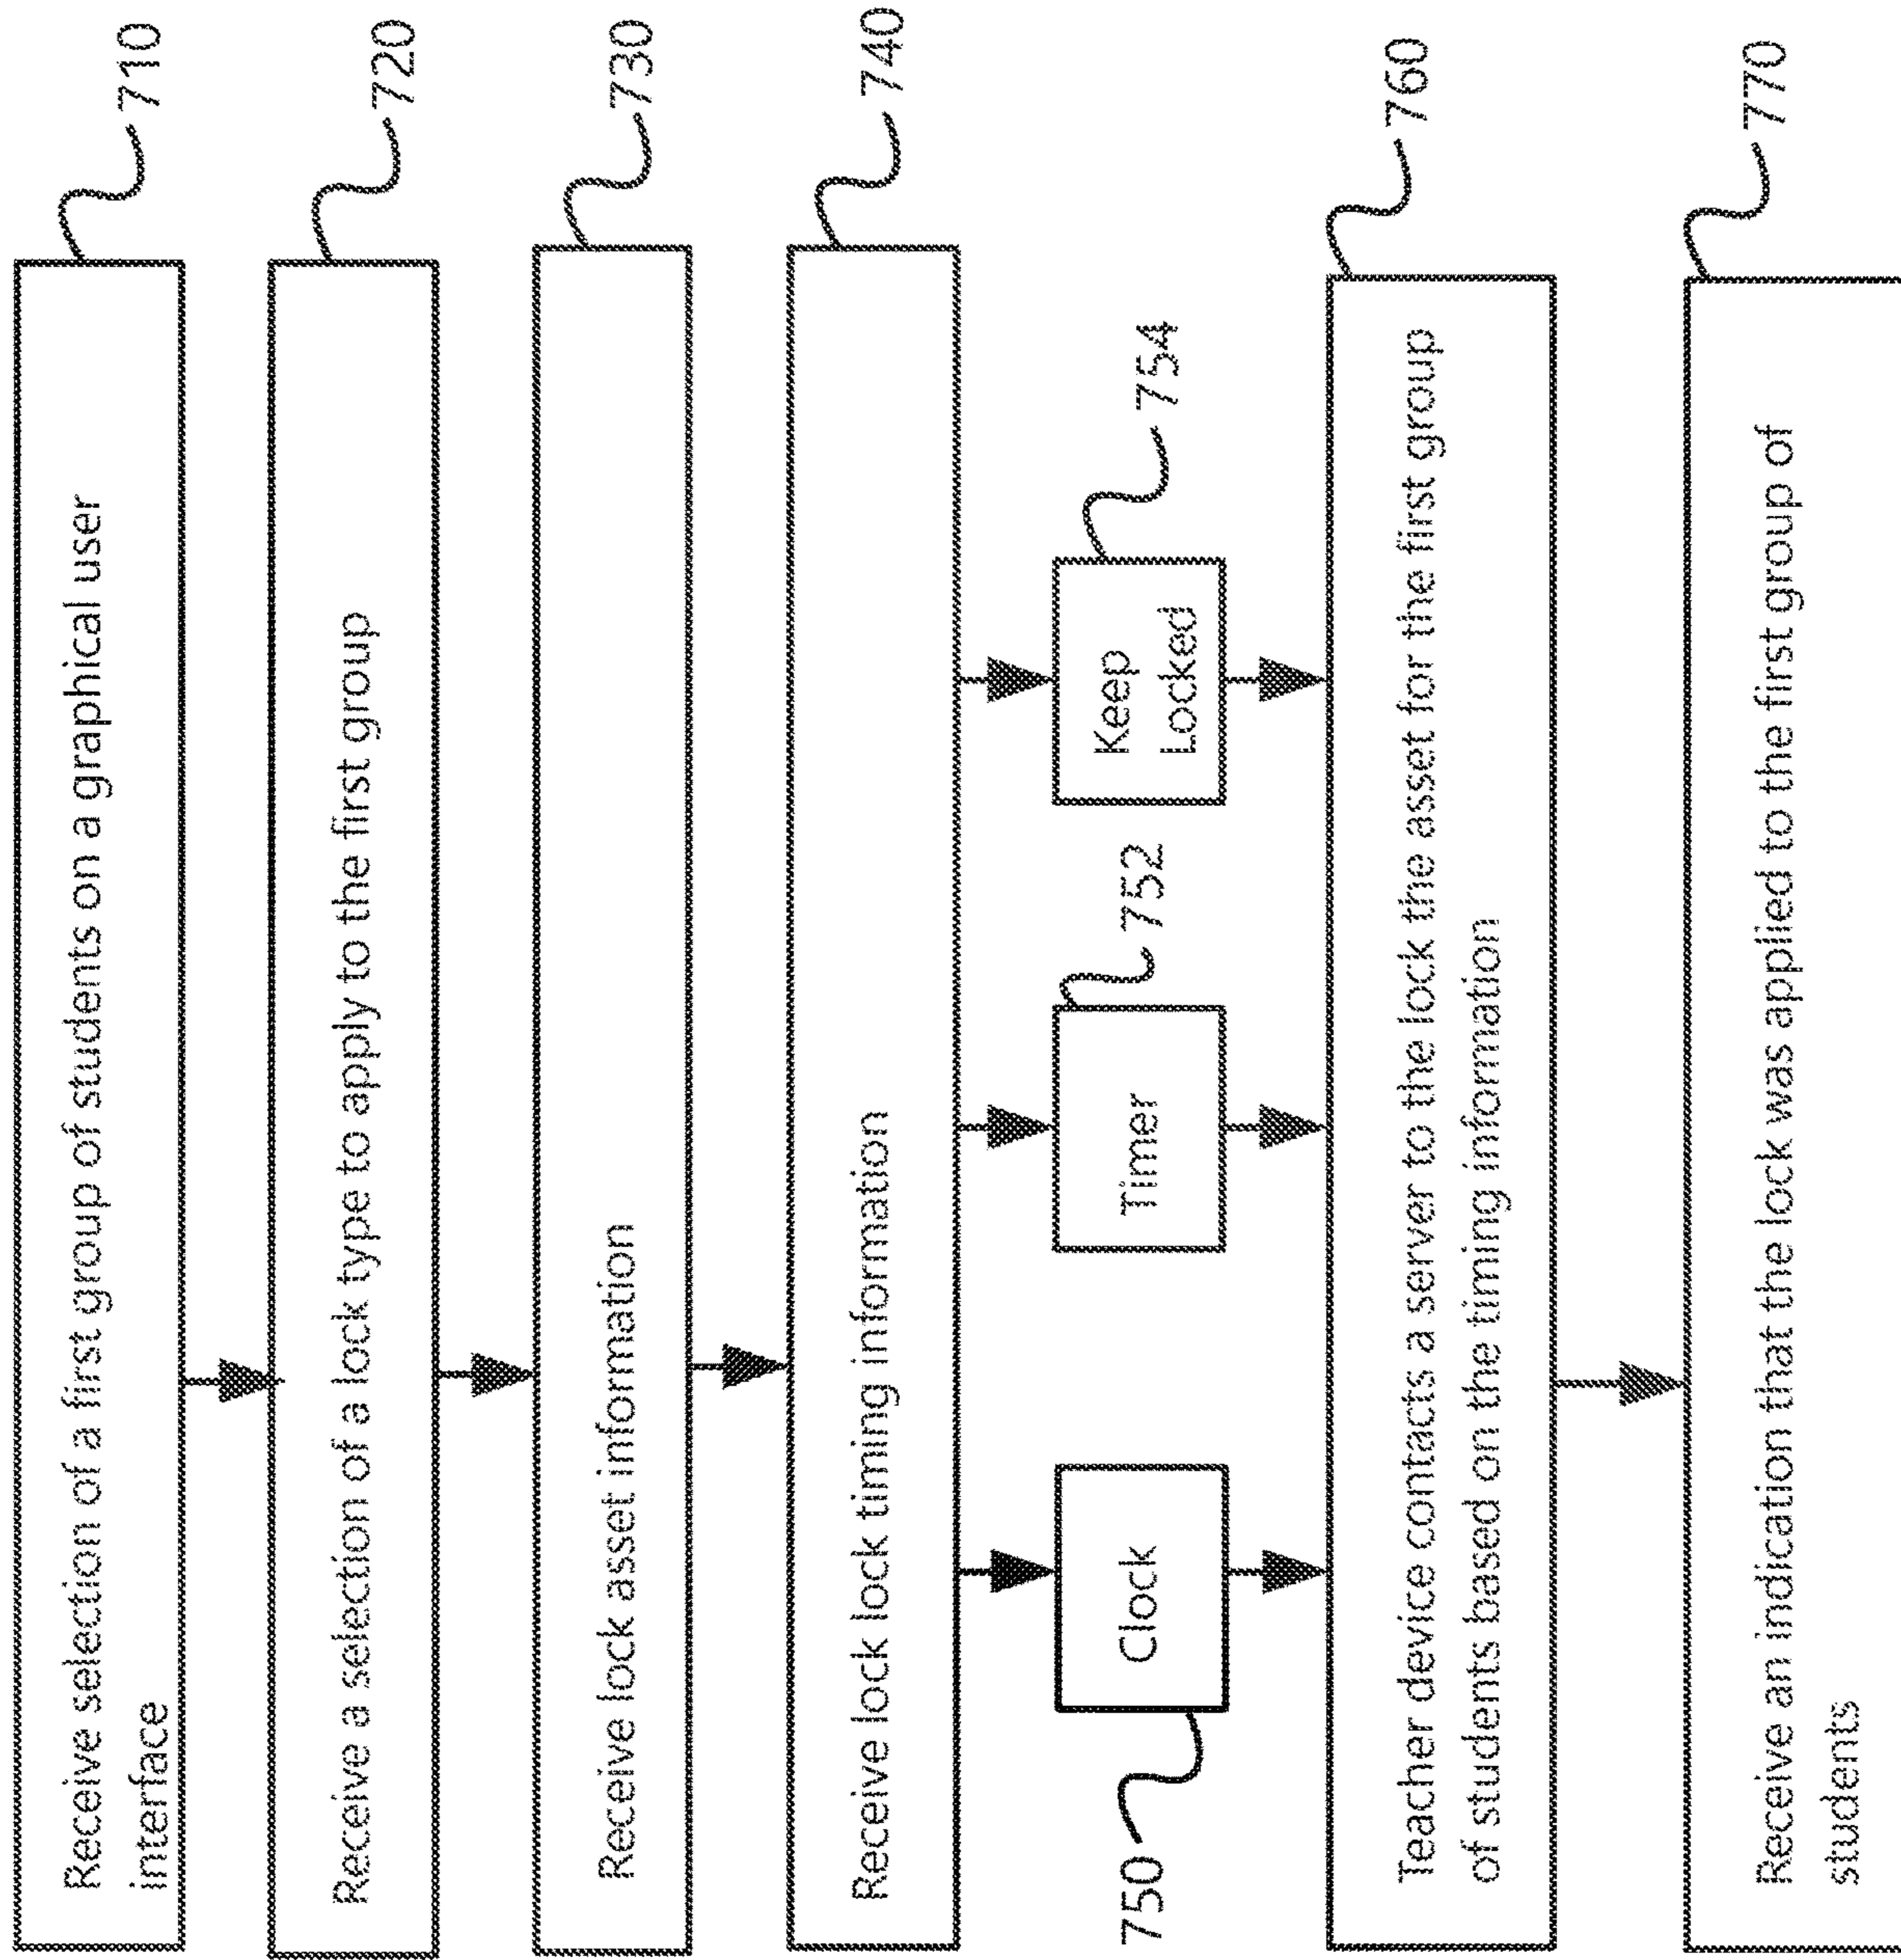 Receive selection of a first group of students on a graphical user
interface
710
Receive a selection of a lock type to apply to the first group
720
Receive lock asset information
730
Receive lock lock timing information
740
750
Clock
Timer
752
Keep
Locked
754
Teacher device contacts a server to the lock the asset for the first group
of students based on the timing information
760
Receive an indication that the lock was applied to the first group of
students
770